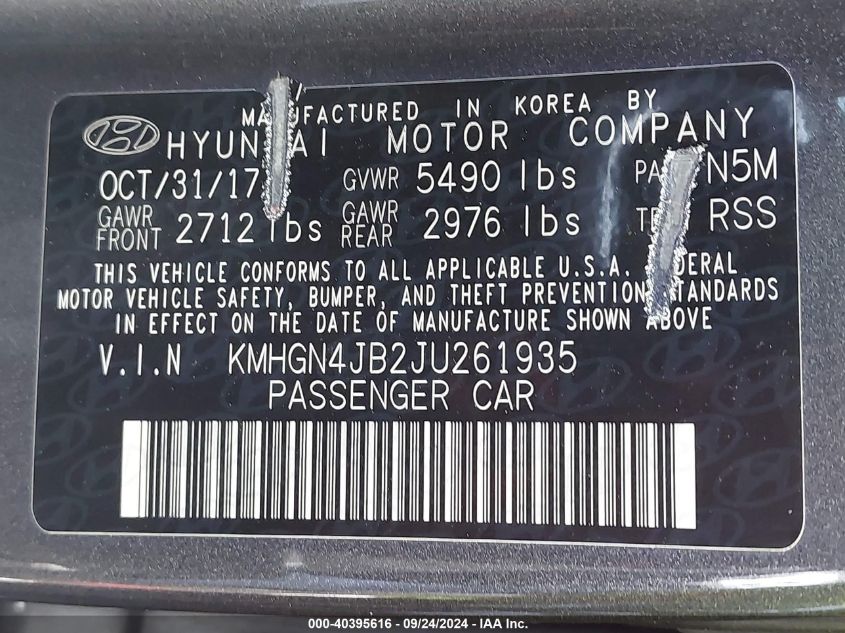 MANUFACTURED IN KOREA BY
HYUNDAI MOTOR COMPANY
OCT/31/17 GVWR 5490 lbs N5M
GAWR FRONT 2712 lbs GAWR REAR 2976 lbs RSS
THIS VEHICLE CONFORMS TO ALL APPLICABLE U.S.A. FEDERAL
MOTOR VEHICLE SAFETY, BUMPER, AND THEFT PREVENTION STANDARDS
IN EFFECT ON THE DATE OF MANUFACTURE SHOWN ABOVE
V.I.N KMHGN4JB2JU261935
PASSENGER CAR
000-40395616 - 09/24/2024 - © IAA, Inc.